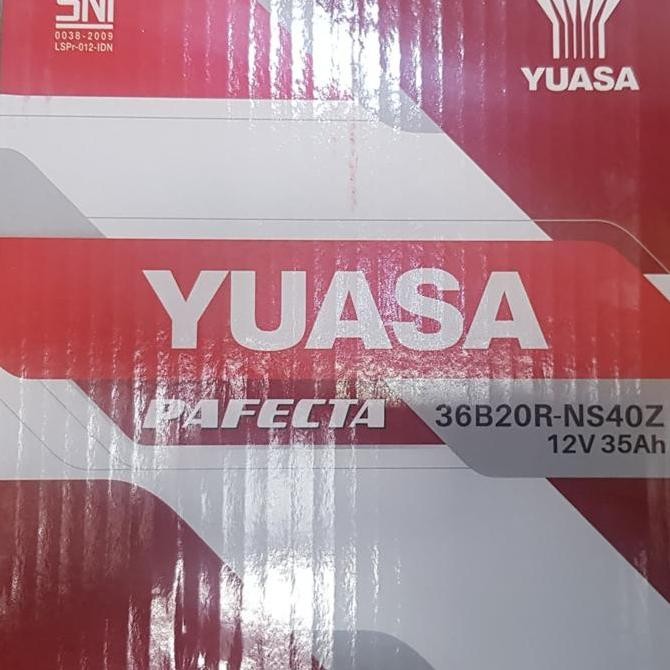 SNI
0038-2009
LSPr-012-IDN
YUASA
YUASA
PAFECTA
36B20R-NS40Z
12V 35Ah